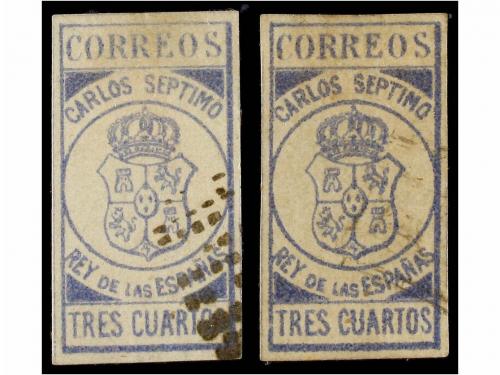 CORREOS
CARLOS SEPTIMO
REY DE LAS ESPAÑAS
TRES CUARTOS
CORREOS
CARLOS SEPTIMO
REY DE LAS ESPAÑAS
TRES CUARTOS